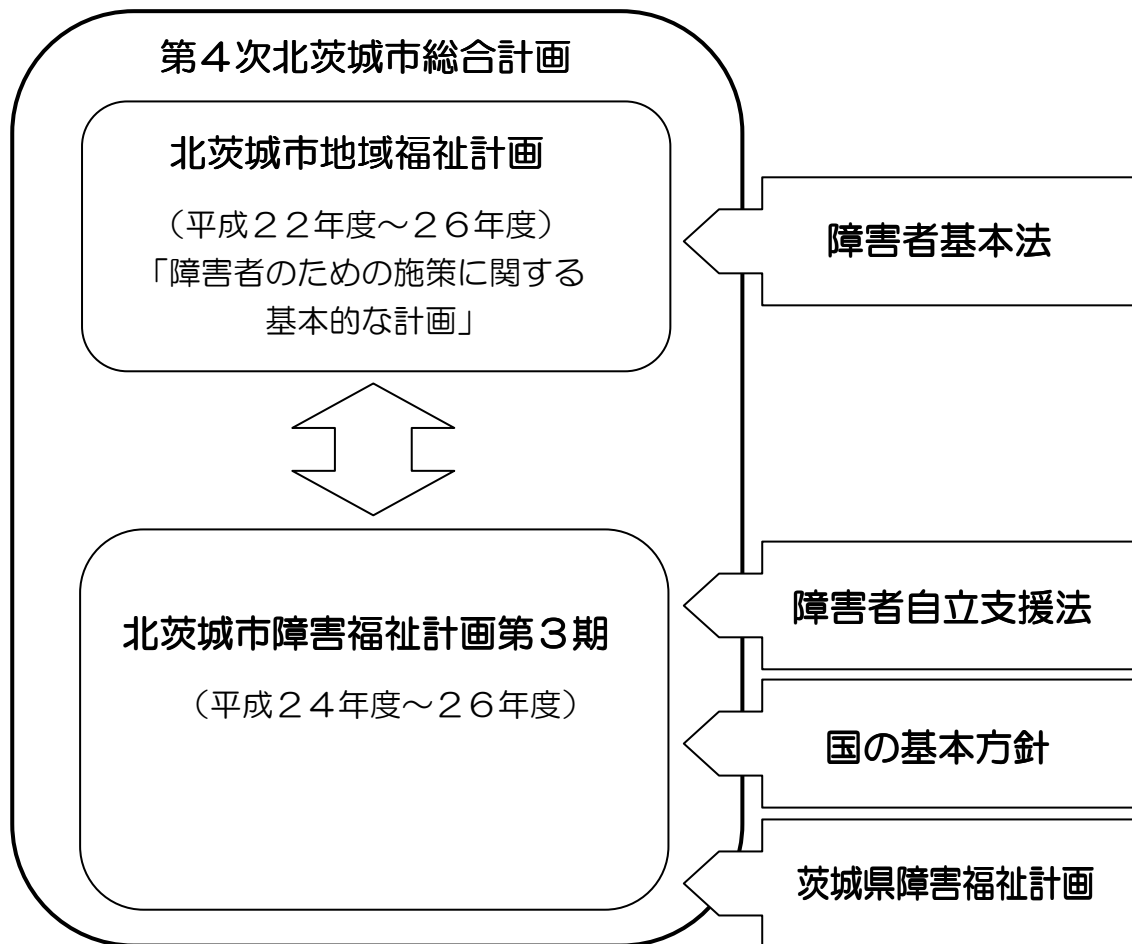 第４次北茨城市総合計画
北茨城市地域福祉計画
（平成２２年度～２６年度）
「障害者のための施策に関する
基本的な計画」
障害者基本法
北茨城市障害福祉計画第３期
（平成２４年度～２６年度）
障害者自立支援法
国の基本方針
茨城県障害福祉計画